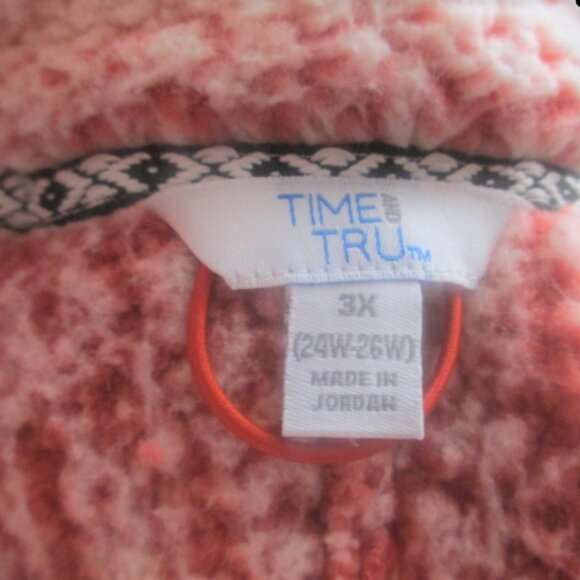 TIME AND
TRU™
3X
(24W-26W)
MADE IN
JORDAN